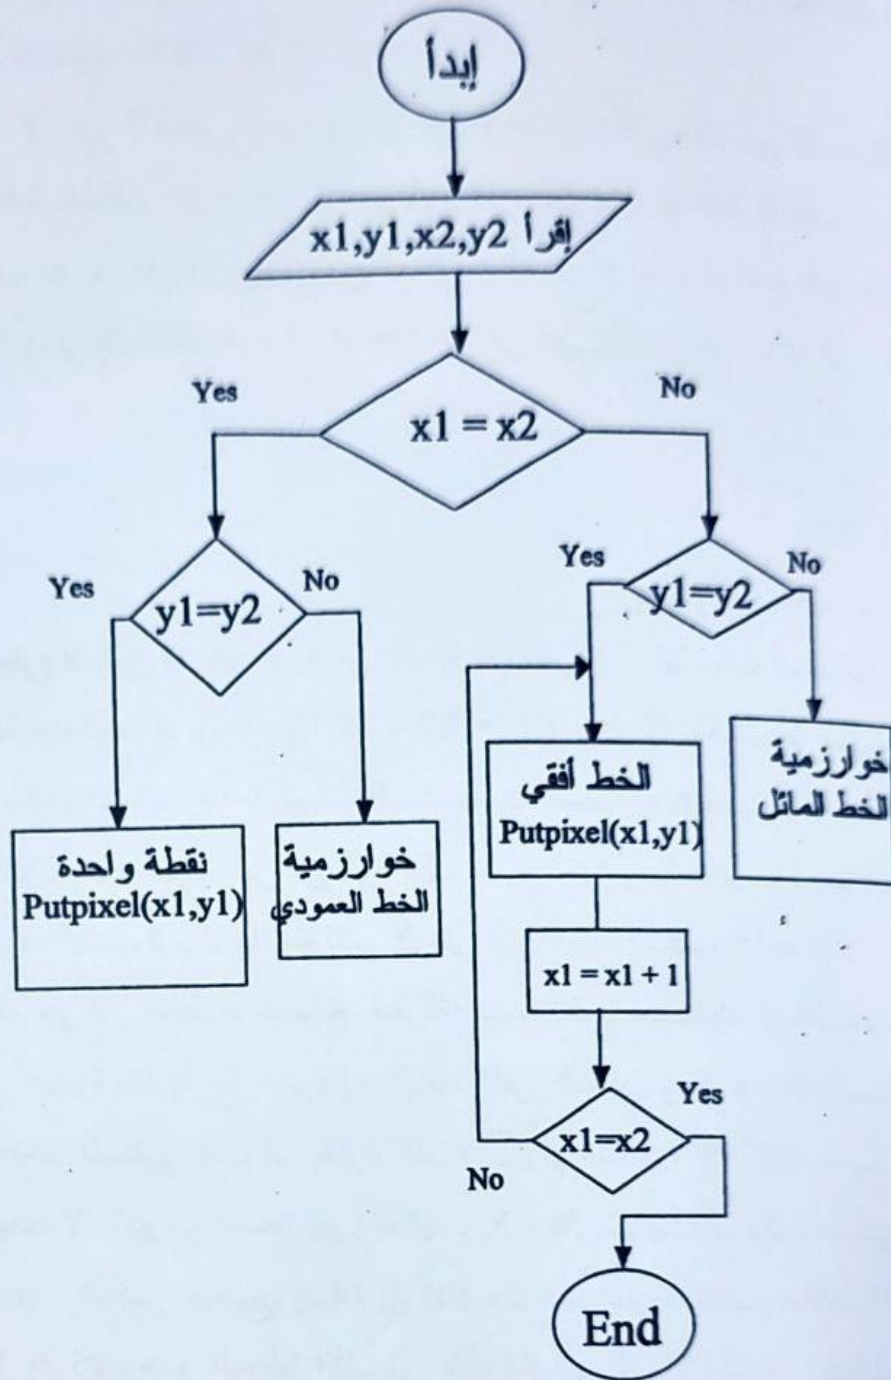 إبدأ
إقرأ x1,y1,x2,y2
Yes
No
x1 = x2
Yes
No
y1=y2
Yes
No
y1=y2
نقطة واحدة
Putpixel(x1,y1)
خوارزمية
الخط العمودي
الخط أفقي
Putpixel(x1,y1)
خوارزمية
الخط المائل
x1 = x1 + 1
Yes
x1=x2
No
End